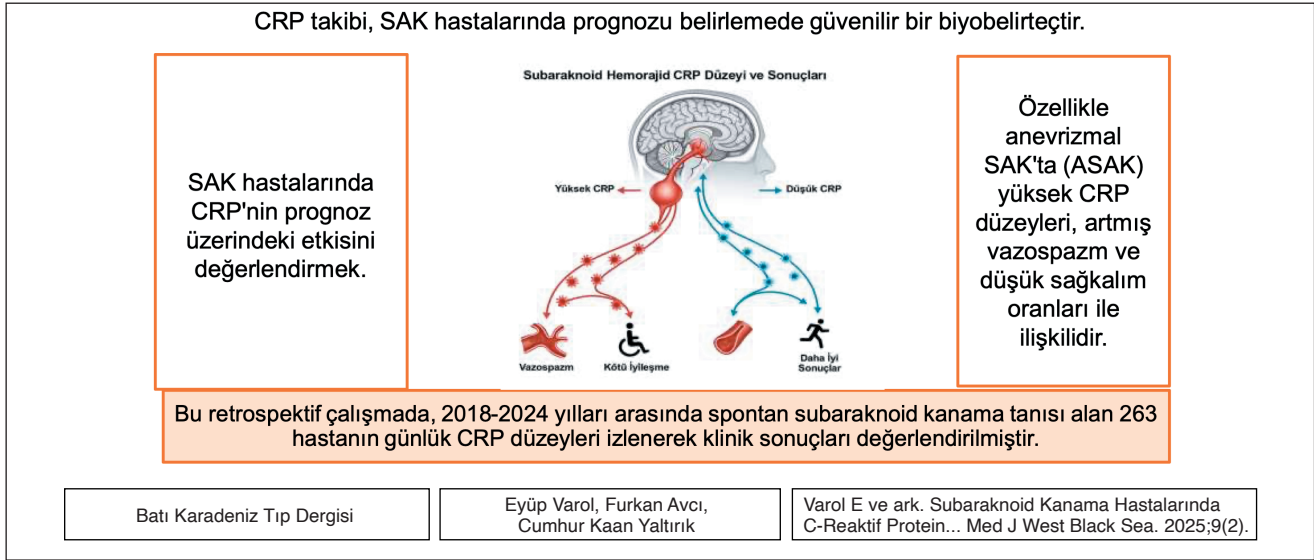 CRP takibi, SAK hastalarında prognozu belirlemede güvenilir bir biyobelirteçtir.
SAK hastalarında
CRP'nin prognoz
üzerindeki etkisini
değerlendirmek.
Subaraknoid Hemorajid CRP Düzeyi ve Sonuçları
Yüksek CRP
Düşük CRP
Vazospazm
Kötü İylleşme
Daha İyi
Sonuçlar
Özellikle
anevrizmal
SAK'ta (ASAK)
yüksek CRP
düzeyleri, artmış
vazospazm ve
düşük sağkalım
oranları ile
ilişkilidir.
Bu retrospektif çalışmada, 2018-2024 yılları arasında spontan subaraknoid kanama tanısı alan 263
hastanın günlük CRP düzeyleri izlenerek klinik sonuçları değerlendirilmiştir.
Batı Karadeniz Tıp Dergisi
Eyüp Varol, Furkan Avcı,
Cumhur Kaan Yaltırık
Varol E ve ark. Subaraknoid Kanama Hastalarında
C-Reaktif Protein... Med J West Black Sea. 2025;9(2).